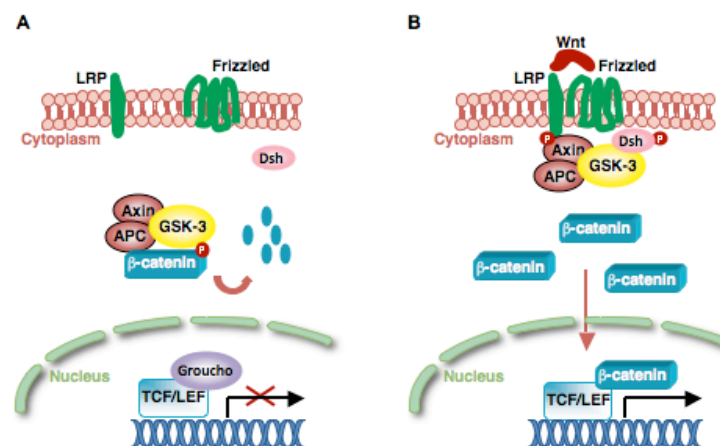 A
LRP
Frizzled
Cytoplasm
Dsh
Axin
APC
GSK-3
P
β-catenin
Nucleus
Groucho
TCF/LEF
B
Wnt
LRP
Frizzled
Cytoplasm
P
Axin
Dsh
P
APC
GSK-3
β-catenin
β-catenin
β-catenin
Nucleus
β-catenin
TCF/LEF